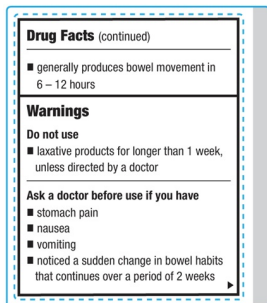 Drug Facts (continued)
■ generally produces bowel movement in
6 – 12 hours
Warnings
Do not use
■ laxative products for longer than 1 week,
unless directed by a doctor
Ask a doctor before use if you have
■ stomach pain
■ nausea
■ vomiting
■ noticed a sudden change in bowel habits
that continues over a period of 2 weeks